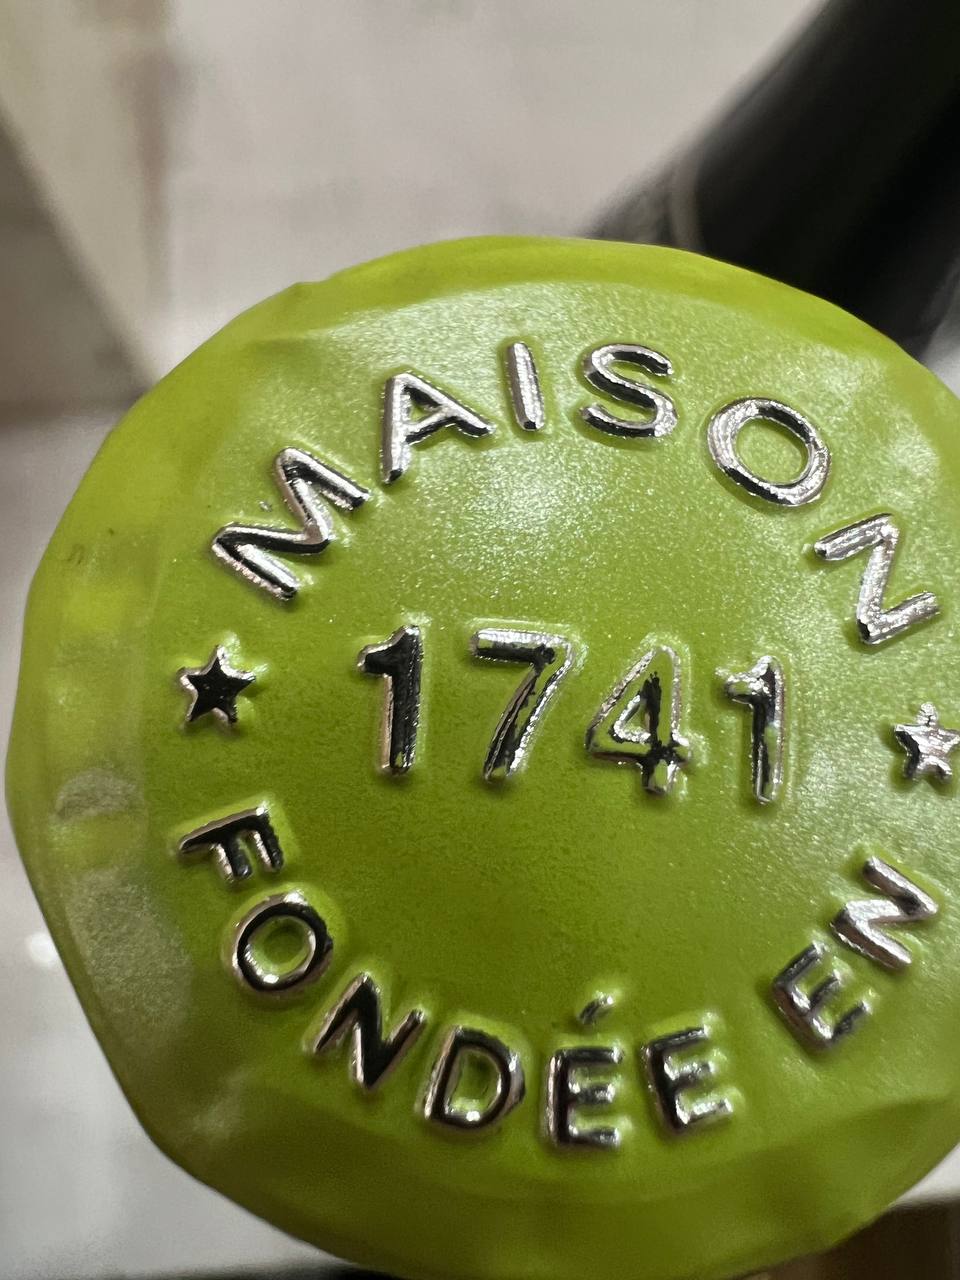 MAISON
★ 1741 ★
FONDÉE EN